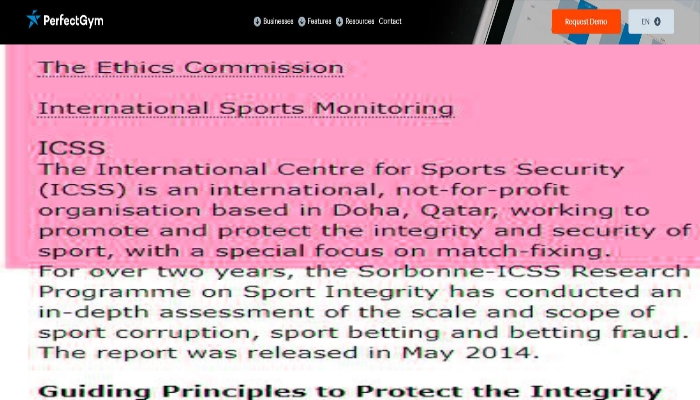 PerfectGym
Businesses Features Resources Contact
Request Demo
EN
The Ethics Commission
International Sports Monitoring
ICSS
The International Centre for Sports Security
(ICSS) is an international, not-for-profit
organisation based in Doha, Qatar, working to
promote and protect the integrity and security of
sport, with a special focus on match-fixing.
For over two years, the Sorbonne-ICSS Research
Programme on Sport Integrity has conducted an
in-depth assessment of the scale and scope of
sport corruption, sport betting and betting fraud.
The report was released in May 2014.
Guiding Principles to Protect the Integrity